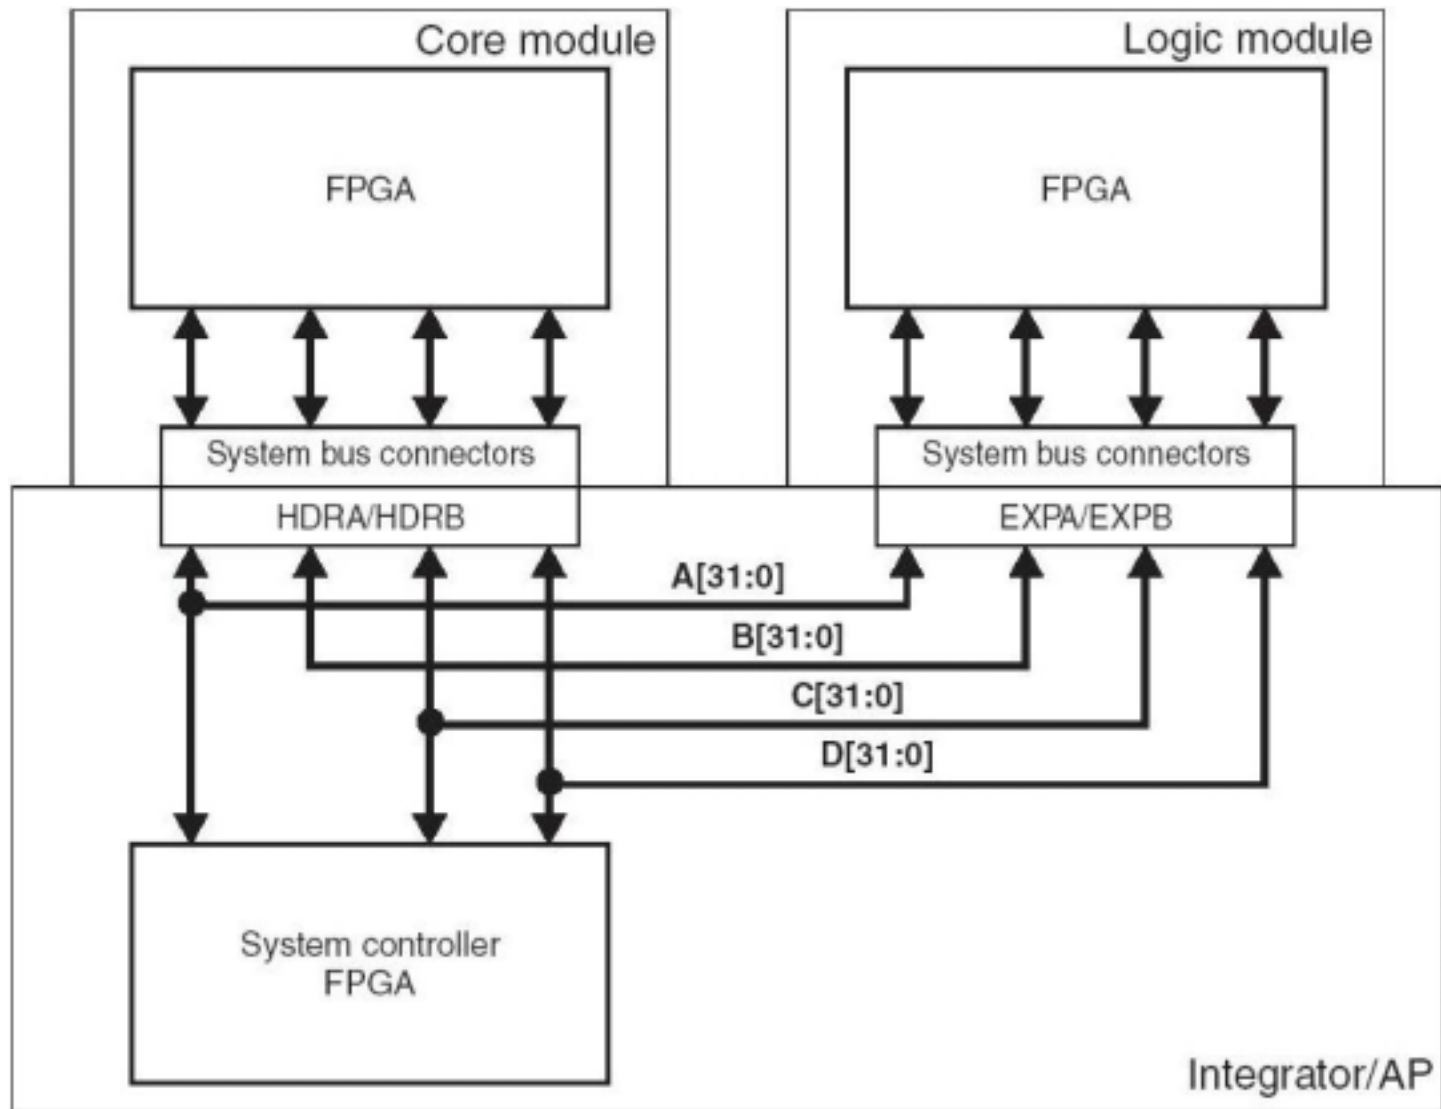 Core module
Logic module
FPGA
FPGA
System bus connectors
System bus connectors
HDRA/HDRB
EXPA/EXPB
A[31:0]
B[31:0]
C[31:0]
D[31:0]
System controller
FPGA
Integrator/AP